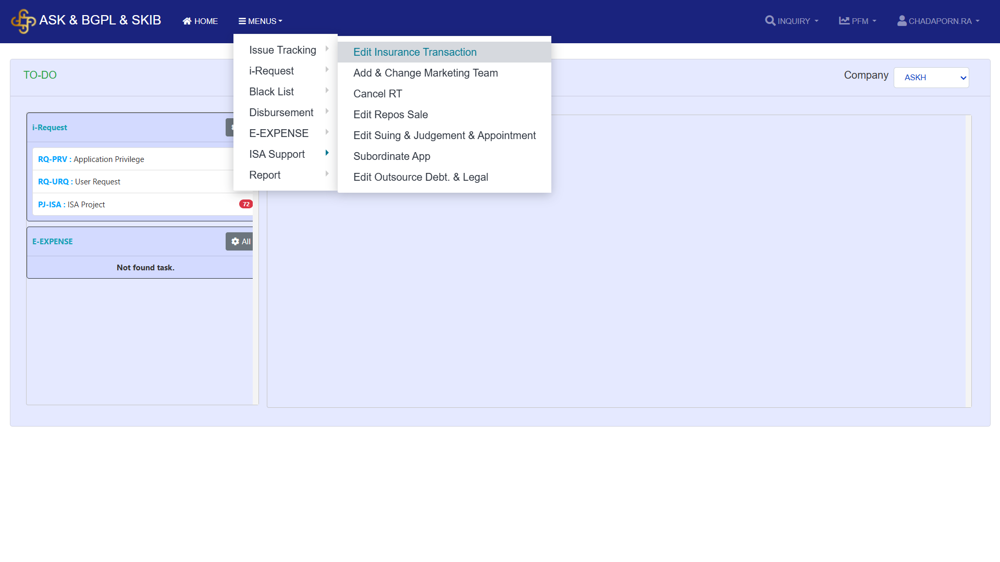 ASK & BGPL & SKIB
HOME
MENUS
INQUIRY
PFM
CHADAPORN.RA
Issue Tracking
i-Request
Black List
Disbursement
E-EXPENSE
ISA Support
Report
Edit Insurance Transaction
Add & Change Marketing Team
Cancel RT
Edit Repos Sale
Edit Suing & Judgement & Appointment
Subordinate App
Edit Outsource Debt. & Legal
TO-DO
Company
ASKH
i-Request
RQ-PRV : Application Privilege
RQ-URQ : User Request
PJ-ISA : ISA Project
72
E-EXPENSE
All
Not found task.